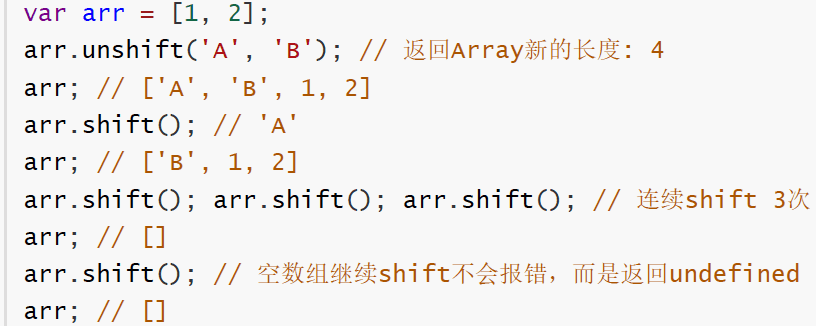 var arr = [1, 2];
arr.unshift('A', 'B'); // 返回Array新的长度: 4
arr; // ['A', 'B', 1, 2]
arr.shift(); // 'A'
arr; // ['B', 1, 2]
arr.shift(); arr.shift(); arr.shift(); // 连续shift 3次
arr; // []
arr.shift(); // 空数组继续shift不会报错，而是返回undefined
arr; // []